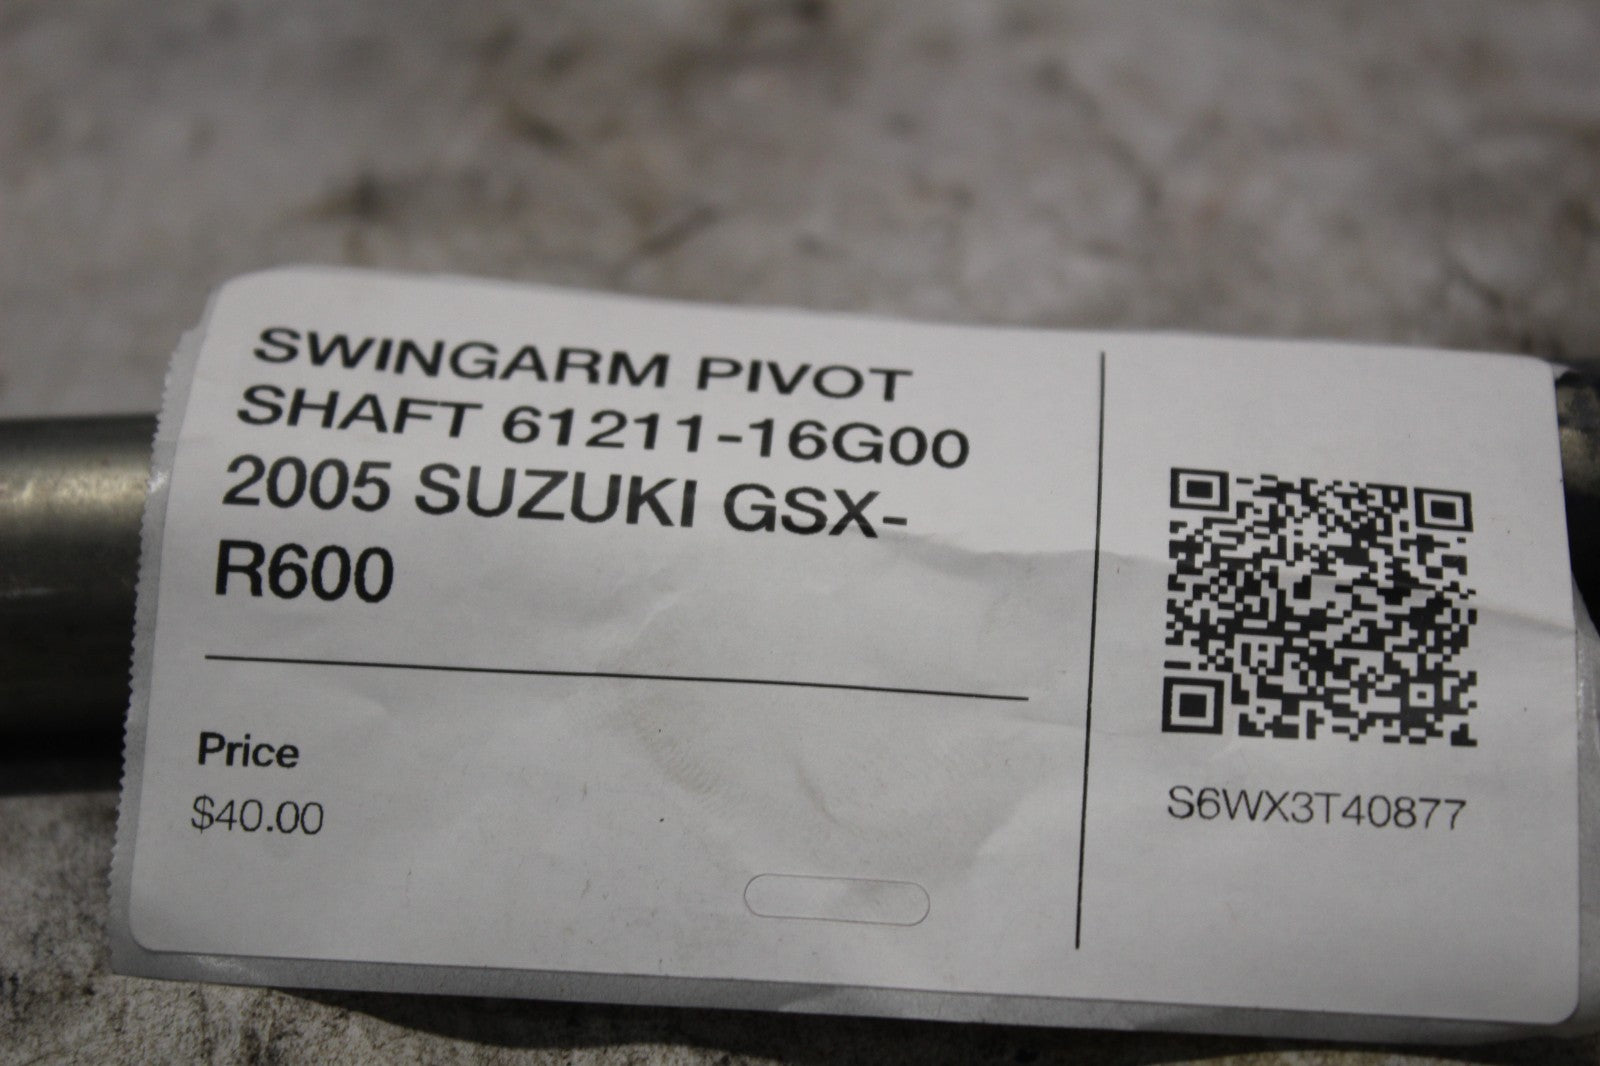 SWINGARM PIVOT
SHAFT 61211-16G00
2005 SUZUKI GSX-
R600
Price
$40.00
S6WX3T40877